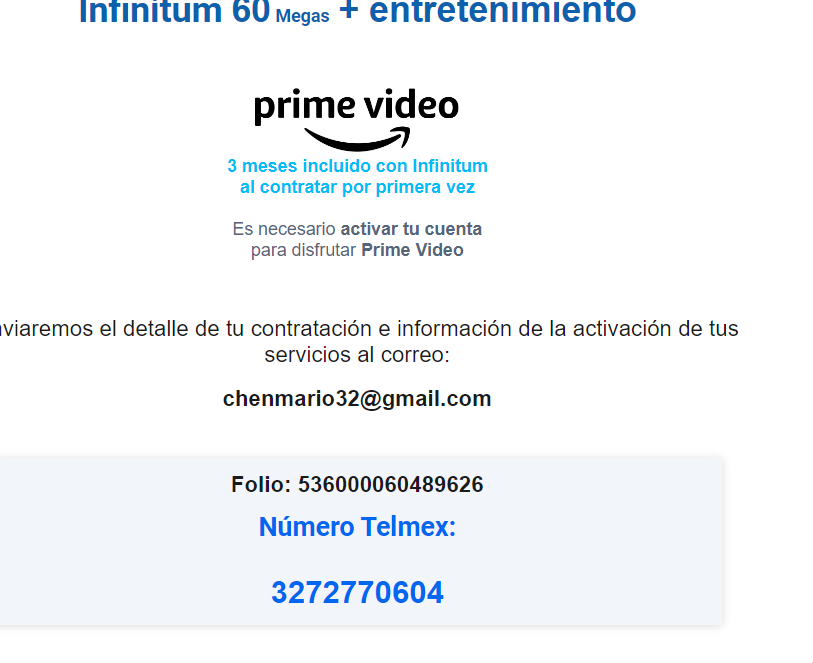 Infinitum 60 Megas + entretenimiento
prime video
3 meses incluido con Infinitum
al contratar por primera vez
Es necesario activar tu cuenta
para disfrutar Prime Video
viaremos el detalle de tu contratación e información de la activación de tus
servicios al correo:
chenmario32@gmail.com
Folio: 536000060489626
Número Telmex:
3272770604